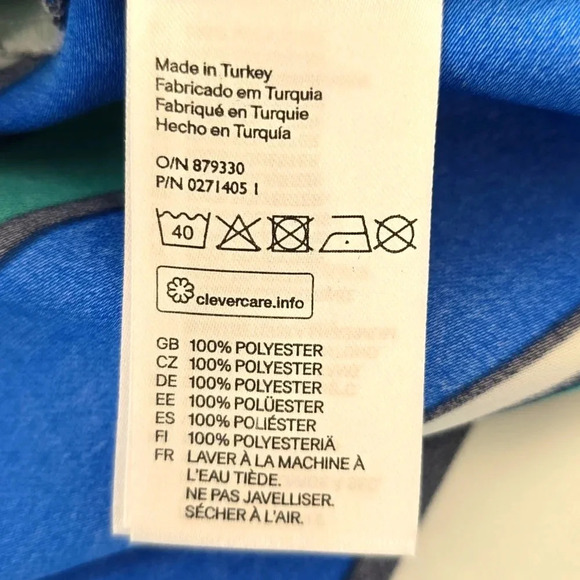 Made in Turkey
Fabricado em Turquia
Fabriqué en Turquie
Hecho en Turquía
O/N 879330
P/N 0271405 1
40
clevercare.info
GB 100% POLYESTER
CZ 100% POLYESTER
DE 100% POLYESTER
EE 100% POLÜESTER
ES 100% POLIÉSTER
FI 100% POLYESTERIÄ
FR LAVER À LA MACHINE À
L'EAU TIÈDE.
NE PAS JAVELLISER.
SÉCHER À L'AIR.